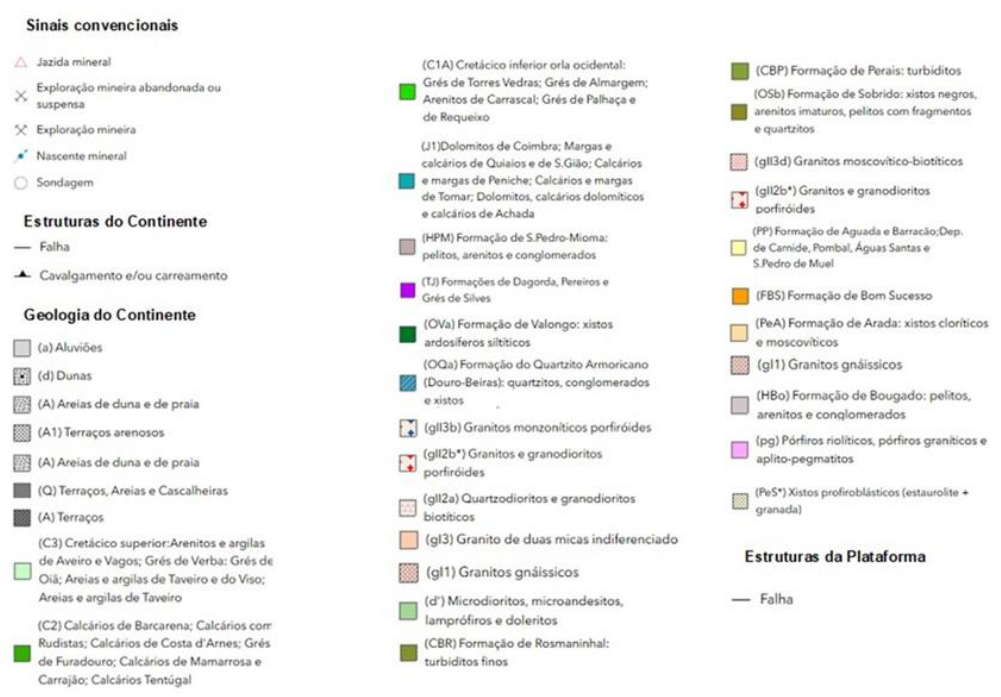 Sinais convencionais
Jazida mineral
Exploração mineira abandonada ou
suspensa
Exploração mineira
Nascente mineral
Sondagem
Estruturas do Continente
Falha
Cavalgamento e/ou carreamento
Geologia do Continente
(a) Aluviões
(d) Dunas
(A) Areias de duna e de praia
(A1) Terraços arenosos
(A) Areias de duna e de praia
(Q) Terraços, Areias e Cascalheiras
(A) Terraços
(C3) Cretácico superior:Arenitos e argilas
de Aveiro e Vagos; Grés de Verba: Grés de
Oiã; Areias e argilas de Taveiro e do Viso;
Areias e argilas de Taveiro
(C2) Calcários de Barcarena; Calcários com
Rudistas; Calcários de Costa d'Arnes; Grés
de Furadouro; Calcários de Mamarrosa e
Carrajão; Calcários Tentúgal
(C1A) Cretácico inferior orla ocidental:
Grés de Torres Vedras; Grés de Almargem;
Arenitos de Carrascal; Grés de Palhaça e
de Requeixo
(J1)Dolomitos de Coimbra; Margas e
calcários de Quiaios e de S.Gião; Calcários
e margas de Peniche; Calcários e margas
de Tomar; Dolomitos, calcários dolomíticos
e calcários de Achada
(HPM) Formação de S.Pedro-Mioma:
pelitos, arenitos e conglomerados
(TJ) Formações de Dagorda, Pereiros e
Grés de Silves
(OVa) Formação de Valongo: xistos
ardosíferos siltíticos
(OQa) Formação do Quartzito Armoricano
(Douro-Beiras): quartzitos, conglomerados
e xistos
(gII3b) Granitos monzoníticos porfiróides
(gII2b*) Granitos e granodioritos
porfiróides
(gII2a) Quartzodioritos e granodioritos
biotíticos
(gI3) Granito de duas micas indiferenciado
(gI1) Granitos gnáissicos
(d') Microdioritos, microandesitos,
lamprófiros e doleritos
(CBR) Formação de Rosmaninhal:
turbiditos finos
(CBP) Formação de Perais: turbiditos
(OSb) Formação de Sobrido: xistos negros,
arenitos imaturos, pelitos com fragmentos
e quartzitos
(gII3d) Granitos moscovítico-biotíticos
(gII2b*) Granitos e granodioritos
porfiróides
(PP) Formação de Aguada e Barracão;Dep.
de Carnide, Pombal, Águas Santas e
S.Pedro de Muel
(FBS) Formação de Bom Sucesso
(PeA) Formação de Arada: xistos cloríticos
e moscovíticos
(gI1) Granitos gnáissicos
(HBo) Formação de Bougado: pelitos,
arenitos e conglomerados
(pg) Pórfiros riolíticos, pórfiros graníticos e
aplito-pegmatitos
(PeS*) Xistos profiroblásticos (estaurolite +
granada)
Estruturas da Plataforma
Falha